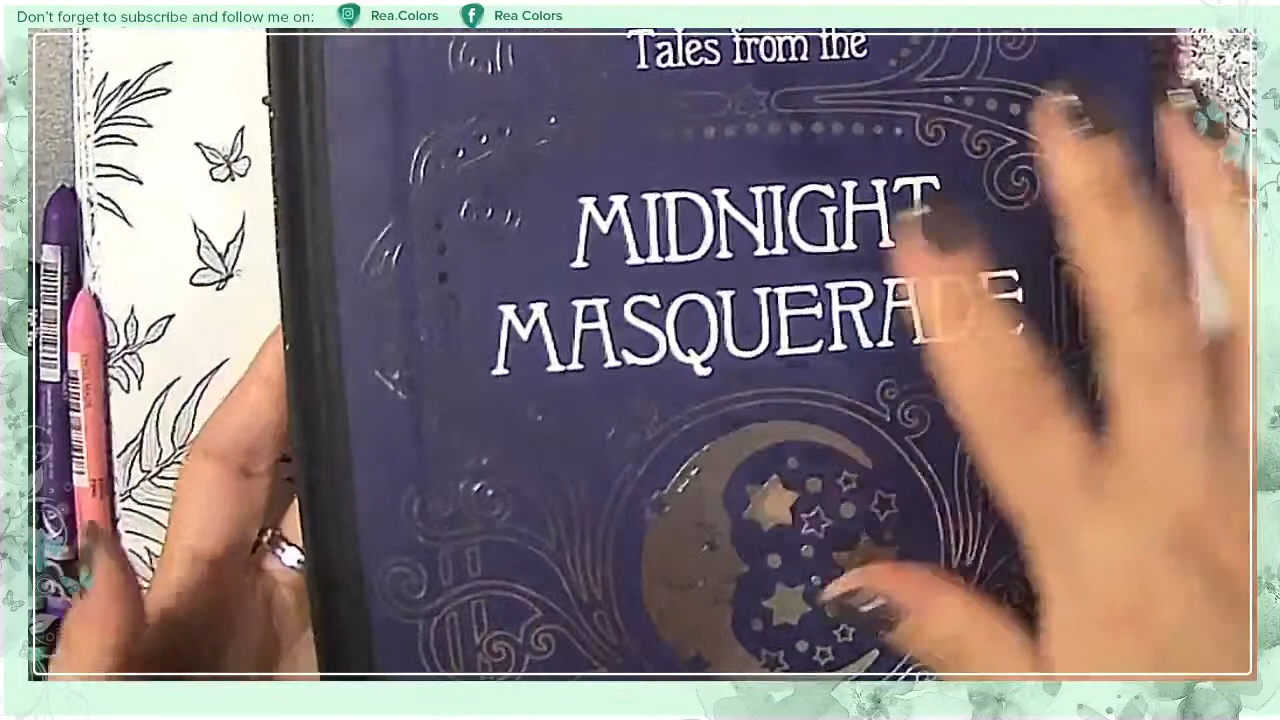 Don't forget to subscribe and follow me on: Rea.Colors Rea Colors
Tales from the
MIDNIGHT
MASQUERADE